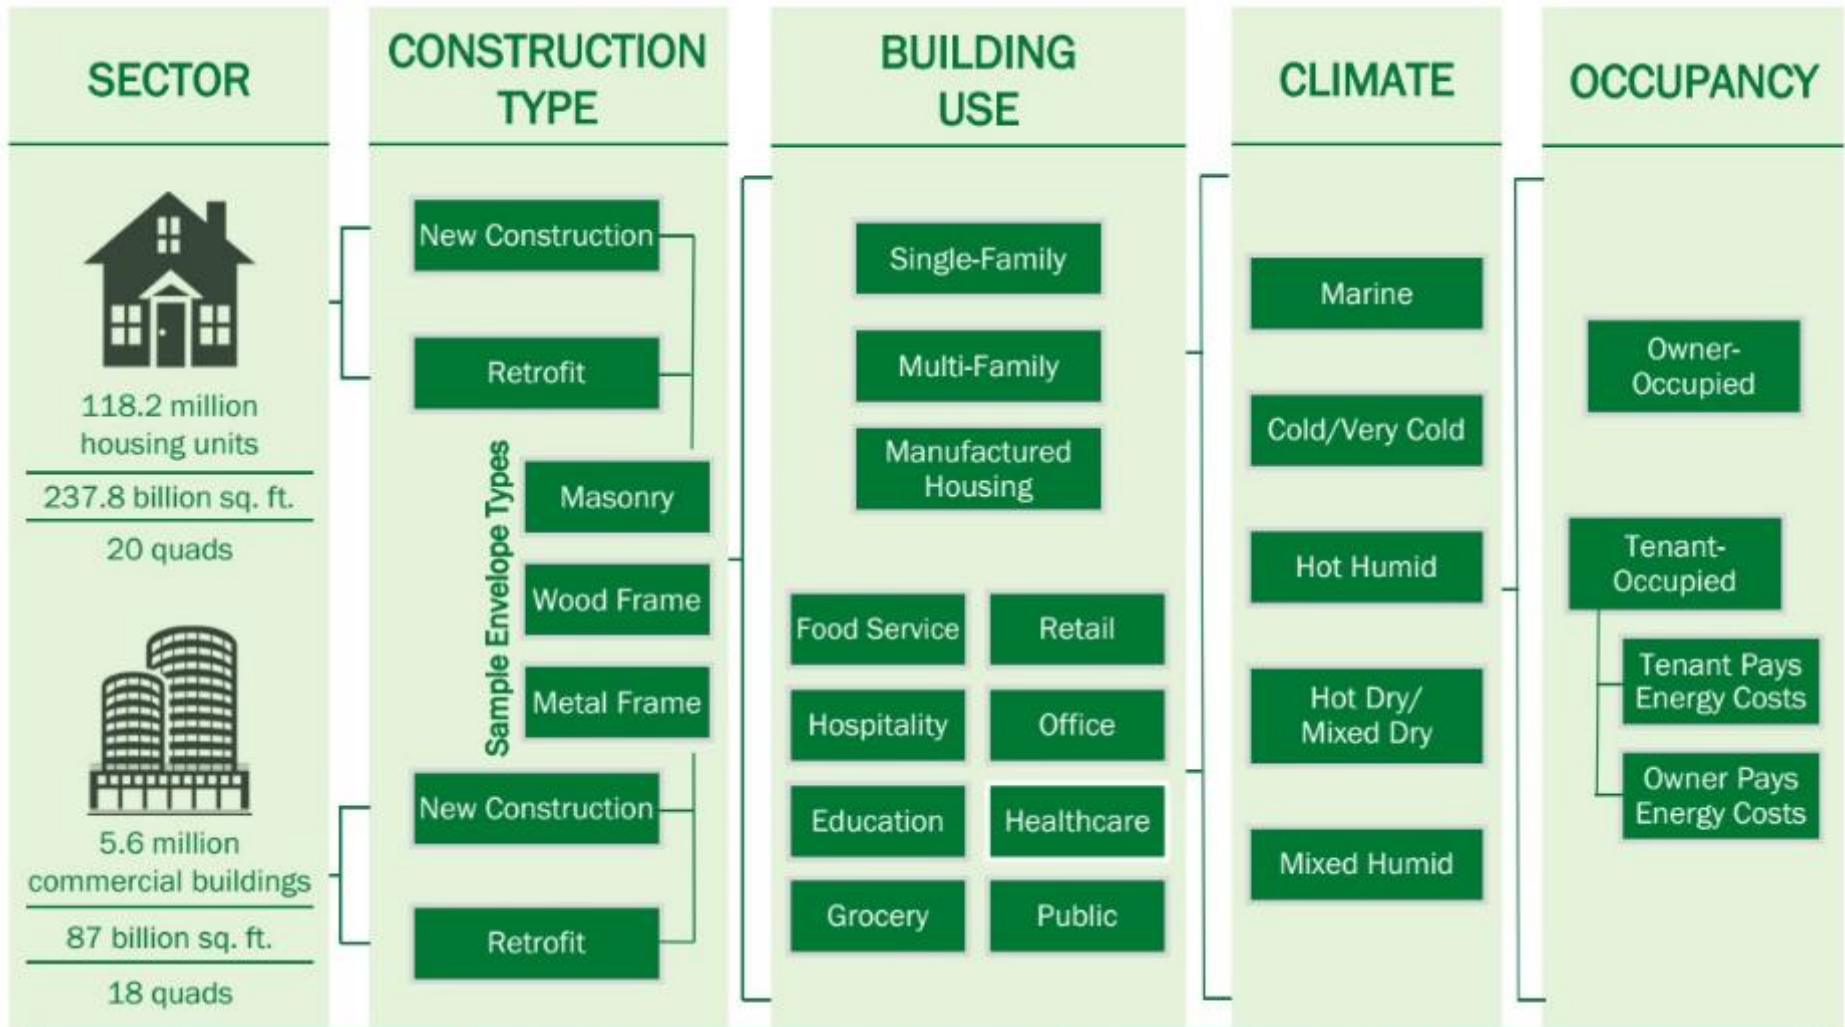 SECTOR
118.2 million
housing units
237.8 billion sq. ft.
20 quads
5.6 million
commercial buildings
87 billion sq. ft.
18 quads
CONSTRUCTION
TYPE
New Construction
Retrofit
Sample Envelope Types
Masonry
Wood Frame
Metal Frame
New Construction
Retrofit
BUILDING
USE
Single-Family
Multi-Family
Manufactured
Housing
Food Service
Retail
Hospitality
Office
Education
Healthcare
Grocery
Public
CLIMATE
Marine
Cold/Very Cold
Hot Humid
Hot Dry/
Mixed Dry
Mixed Humid
OCCUPANCY
Owner-
Occupied
Tenant-
Occupied
Tenant Pays
Energy Costs
Owner Pays
Energy Costs